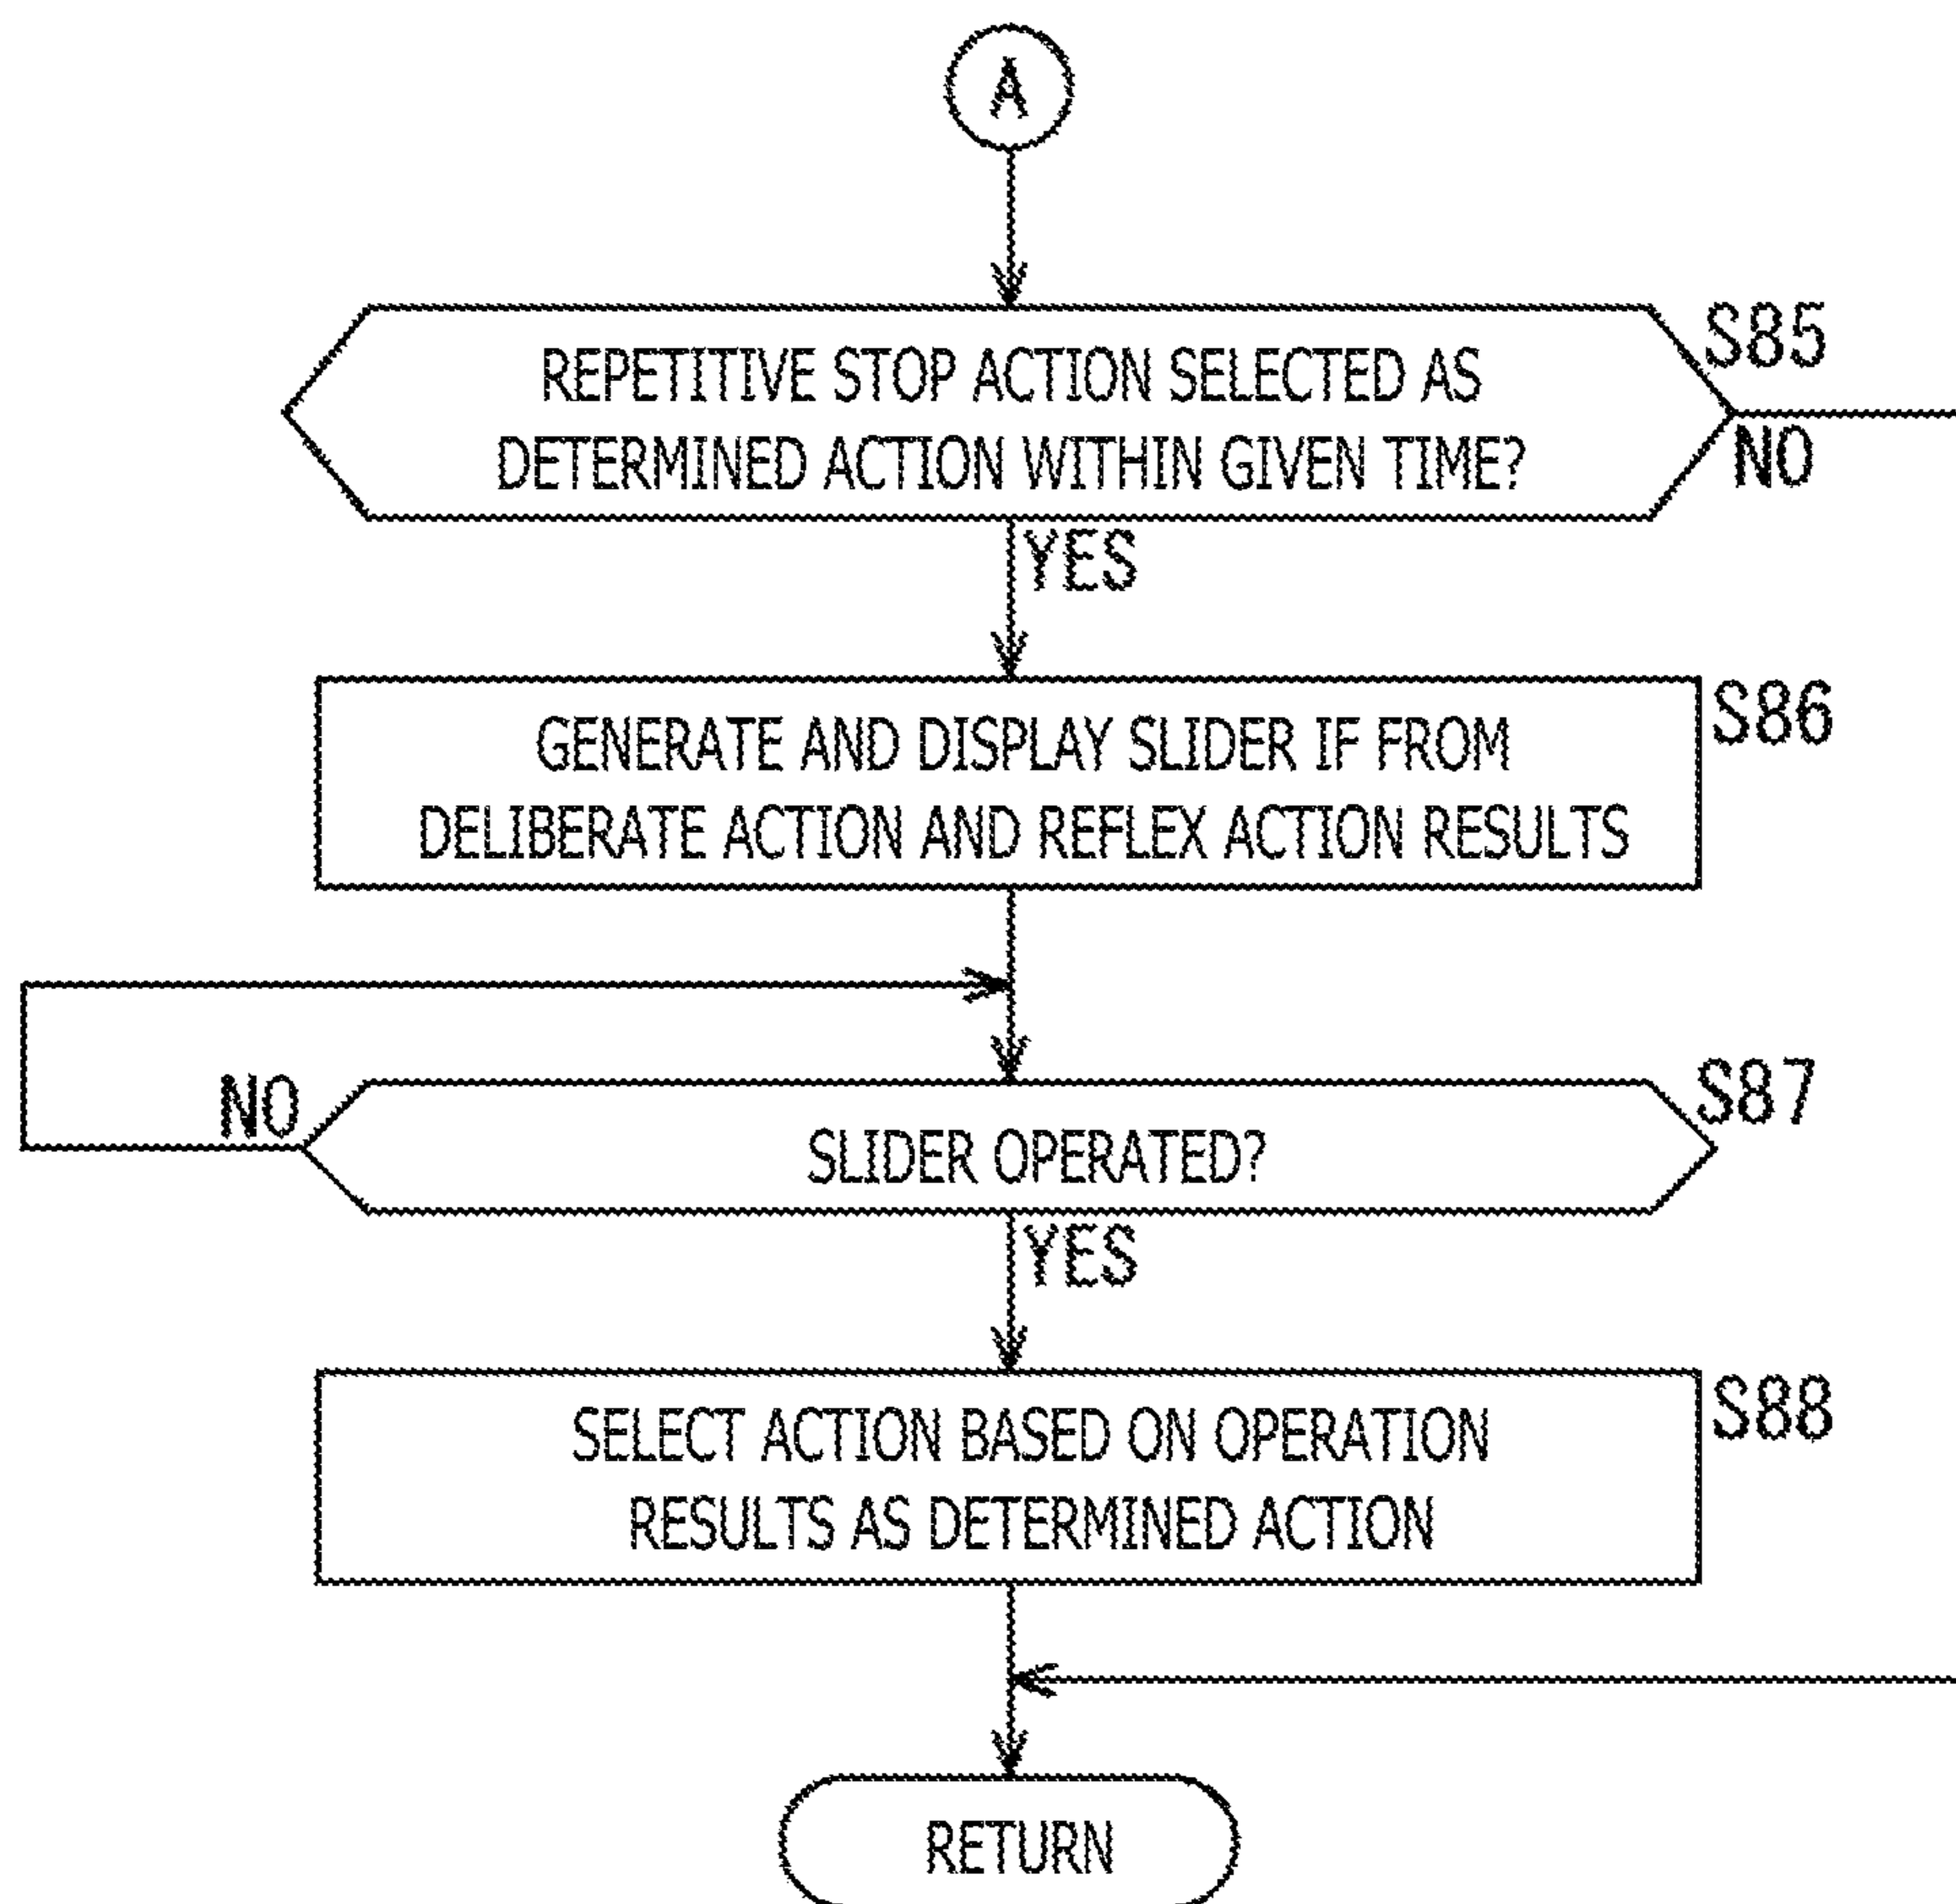 A
S85
REPETITIVE STOP ACTION SELECTED AS
DETERMINED ACTION WITHIN GIVEN TIME?
NO
YES
S86
GENERATE AND DISPLAY SLIDER IF FROM
DELIBERATE ACTION AND REFLEX ACTION RESULTS
S87
NO
SLIDER OPERATED?
YES
S88
SELECT ACTION BASED ON OPERATION
RESULTS AS DETERMINED ACTION
RETURN